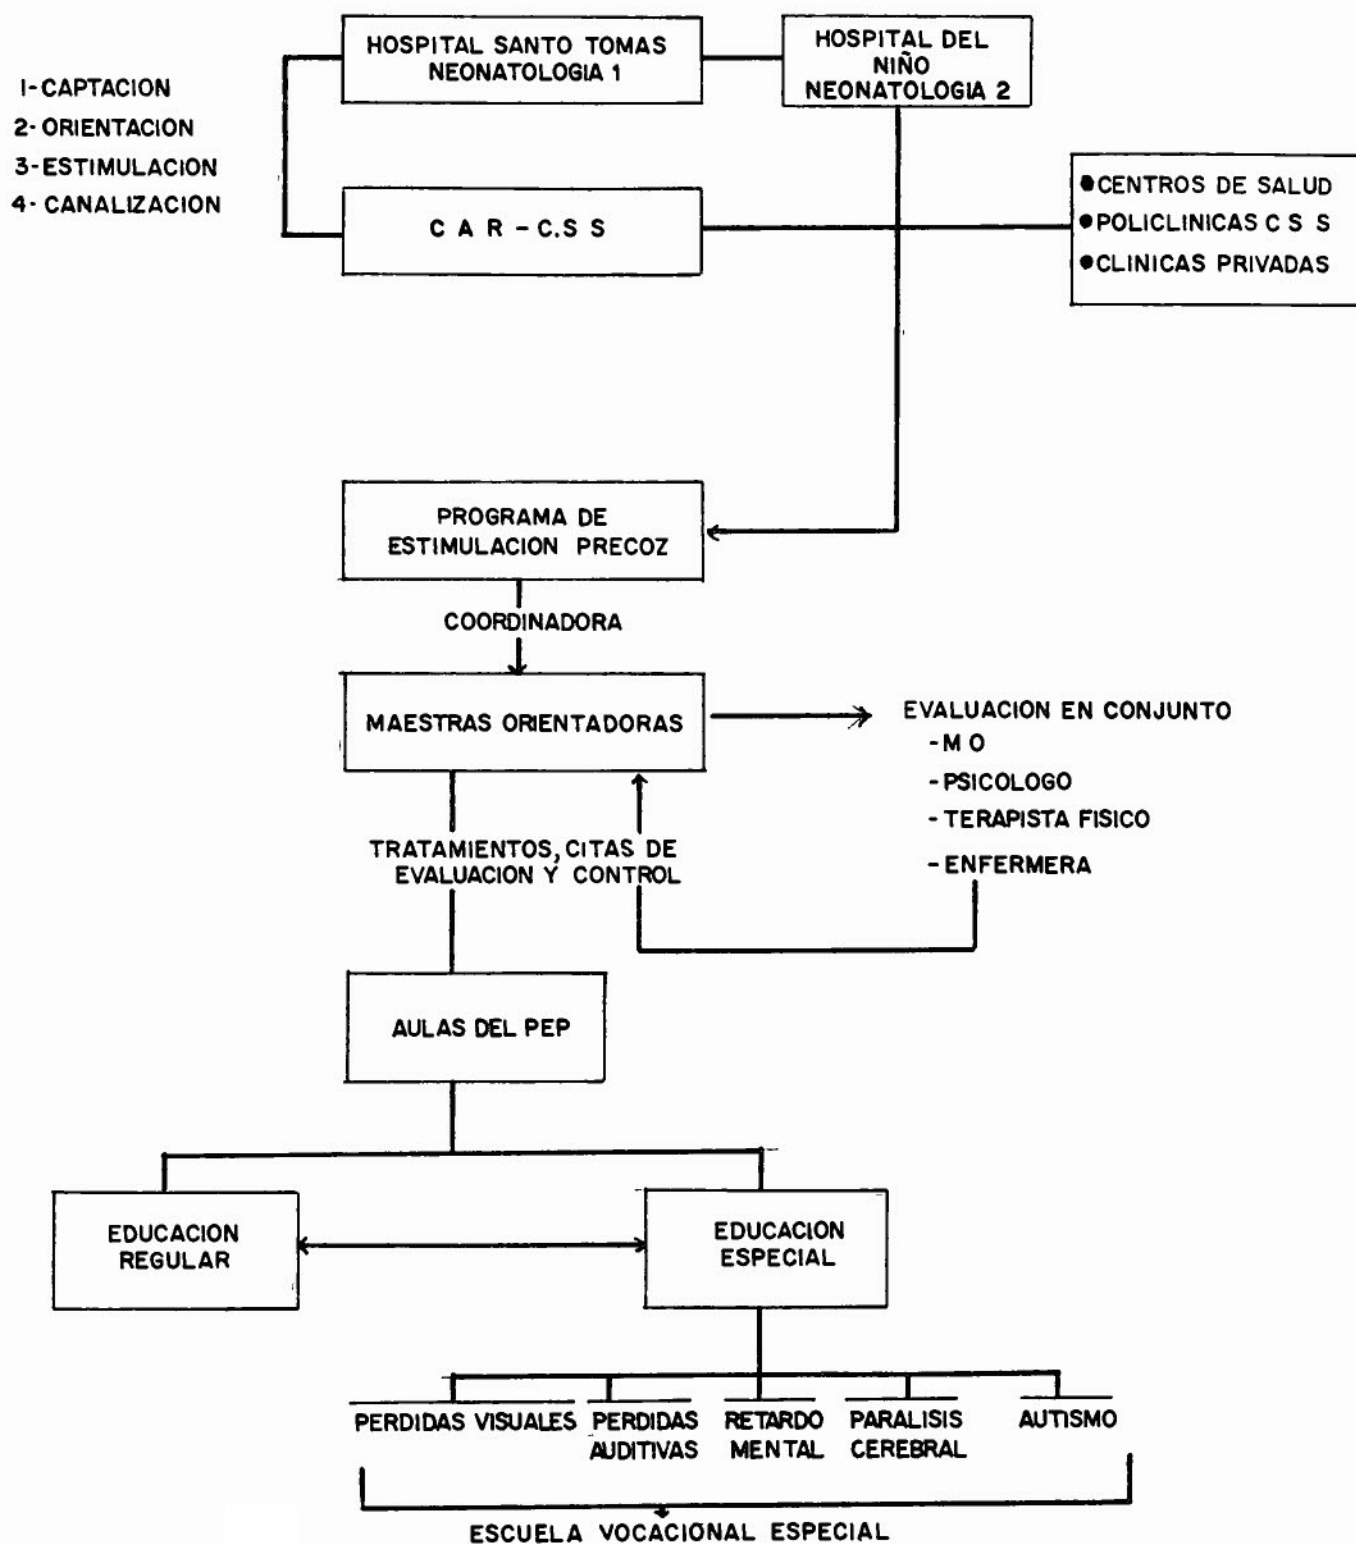 HOSPITAL SANTO TOMAS
NEONATOLOGIA 1
HOSPITAL DEL
NIÑO
NEONATOLOGIA 2
1-CAPTACION
2-ORIENTACION
3-ESTIMULACION
4-CANALIZACION
C A R - C.S S
●CENTROS DE SALUD
●POLICLINICAS C S S
●CLINICAS PRIVADAS
PROGRAMA DE
ESTIMULACION PRECOZ
COORDINADORA
MAESTRAS ORIENTADORAS
EVALUACION EN CONJUNTO
-M O
-PSICOLOGO
-TERAPISTA FISICO
-ENFERMERA
TRATAMIENTOS, CITAS DE
EVALUACION Y CONTROL
AULAS DEL PEP
EDUCACION
REGULAR
EDUCACION
ESPECIAL
PERDIDAS VISUALES
PERDIDAS
AUDITIVAS
RETARDO
MENTAL
PARALISIS
CEREBRAL
AUTISMO
ESCUELA VOCACIONAL ESPECIAL